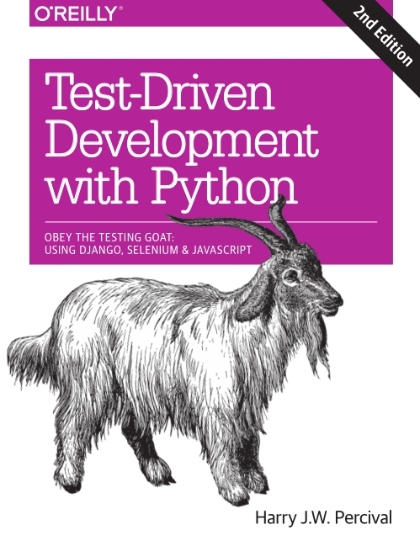 O'REILLY®
2nd Edition
Test-Driven
Development
with Python
OBEY THE TESTING GOAT:
USING DJANGO, SELENIUM & JAVASCRIPT
Harry J.W. Percival